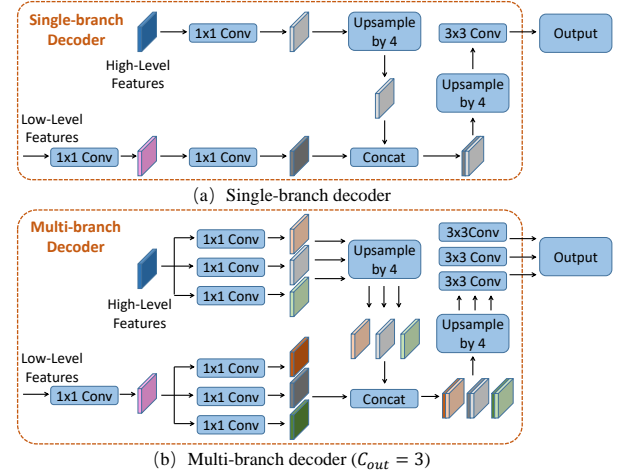 Single-branch
Decoder
1x1 Conv
Upsample
by 4
3x3 Conv
Output
High-Level
Features
Upsample
by 4
Low-Level
Features
1x1 Conv
1x1 Conv
Concat
(a) Single-branch decoder
Multi-branch
Decoder
1x1 Conv
1x1 Conv
1x1 Conv
Upsample
by 4
3x3Conv
3x3 Conv
3x3 Conv
Output
High-Level
Features
Upsample
by 4
Low-Level
Features
1x1 Conv
1x1 Conv
1x1 Conv
1x1 Conv
Concat
(b) Multi-branch decoder (C_{out} = 3)